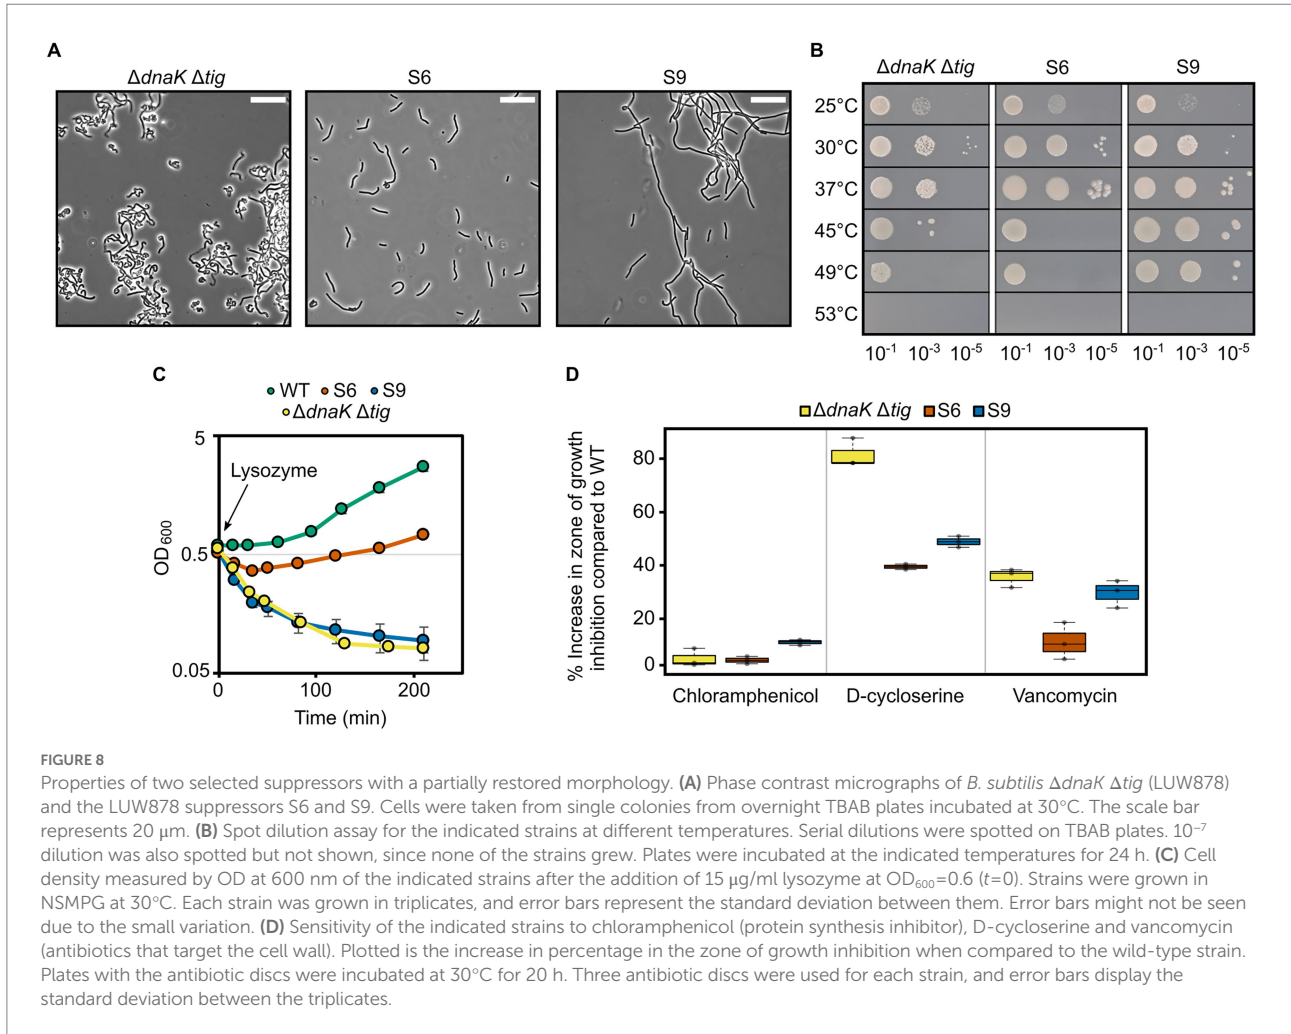 A
ΔdnaK Δtig
S6
S9
B
ΔdnaK Δtig
S6
S9
25°C
30°C
37°C
45°C
49°C
53°C
10⁻¹ 10⁻³ 10⁻⁵ 10⁻¹ 10⁻³ 10⁻⁵ 10⁻¹ 10⁻³ 10⁻⁵
C
WT S6 S9
ΔdnaK Δtig
5
Lysozyme
OD₆₀₀
0.5
0.05
0 100 200
Time (min)
D
ΔdnaK Δtig S6 S9
% Increase in zone of growth
inhibition compared to WT
80
60
40
20
0
Chloramphenicol D-cycloserine Vancomycin
FIGURE 8
Properties of two selected suppressors with a partially restored morphology. (A) Phase contrast micrographs of B. subtilis ΔdnaK Δtig (LUW878)
and the LUW878 suppressors S6 and S9. Cells were taken from single colonies from overnight TBAB plates incubated at 30°C. The scale bar
represents 20 μm. (B) Spot dilution assay for the indicated strains at different temperatures. Serial dilutions were spotted on TBAB plates. 10⁻⁷
dilution was also spotted but not shown, since none of the strains grew. Plates were incubated at the indicated temperatures for 24 h. (C) Cell
density measured by OD at 600 nm of the indicated strains after the addition of 15 μg/ml lysozyme at OD₆₀₀=0.6 (t=0). Strains were grown in
NSMPG at 30°C. Each strain was grown in triplicates, and error bars represent the standard deviation between them. Error bars might not be seen
due to the small variation. (D) Sensitivity of the indicated strains to chloramphenicol (protein synthesis inhibitor), D-cycloserine and vancomycin
(antibiotics that target the cell wall). Plotted is the increase in percentage in the zone of growth inhibition when compared to the wild-type strain.
Plates with the antibiotic discs were incubated at 30°C for 20 h. Three antibiotic discs were used for each strain, and error bars display the
standard deviation between the triplicates.